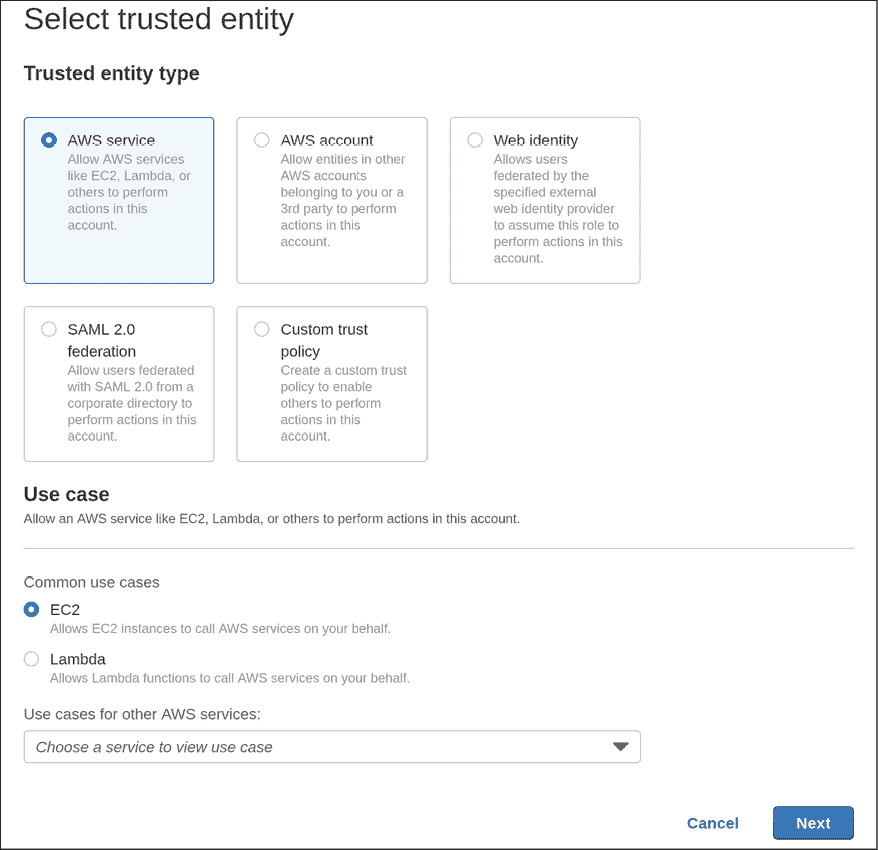 Select trusted entity
Trusted entity type
AWS service
Allow AWS services
like EC2, Lambda, or
others to perform
actions in this
account.
AWS account
Allow entities in other
AWS accounts
belonging to you or a
3rd party to perform
actions in this
account.
Web identity
Allows users
federated by the
specified external
web identity provider
to assume this role to
perform actions in this
account.
SAML 2.0
federation
Allow users federated
with SAML 2.0 from a
corporate directory to
perform actions in this
account.
Custom trust
policy
Create a custom trust
policy to enable
others to perform
actions in this
account.
Use case
Allow an AWS service like EC2, Lambda, or others to perform actions in this account.
Common use cases
EC2
Allows EC2 instances to call AWS services on your behalf.
Lambda
Allows Lambda functions to call AWS services on your behalf.
Use cases for other AWS services:
Choose a service to view use case
Cancel
Next